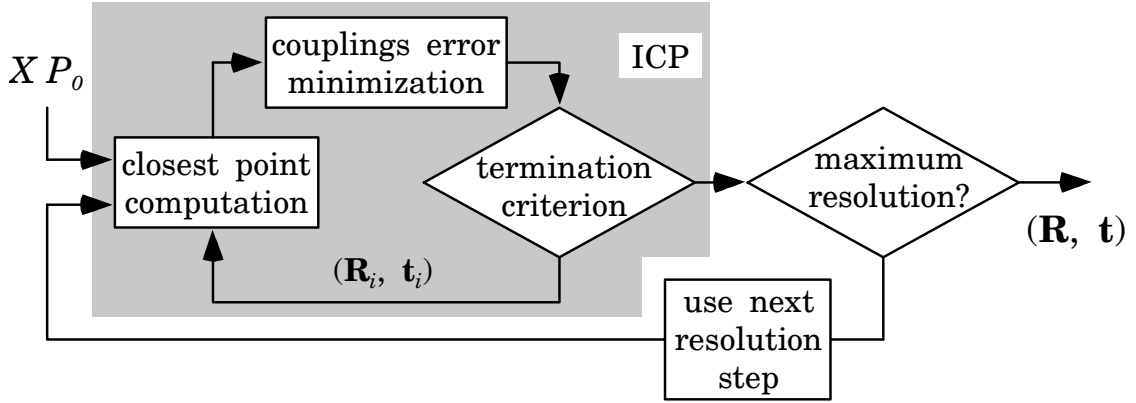 couplings error
minimization
ICP
X P₀
closest point
computation
termination
criterion
maximum
resolution?
(R, t)
(Rᵢ, tᵢ)
use next
resolution
step